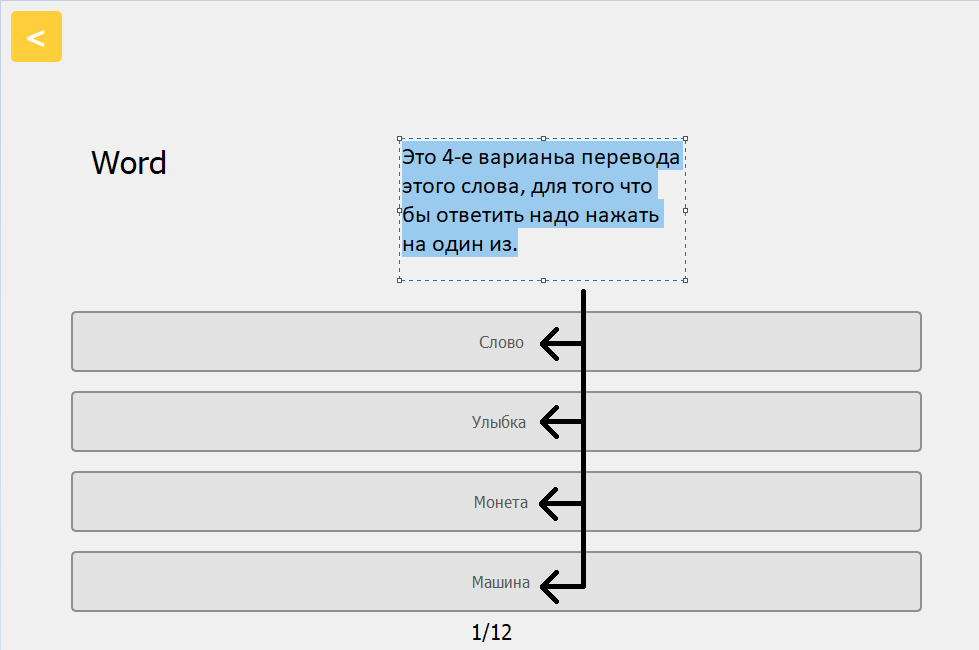 <
Word
Это 4-е варианьа перевода
этого слова, для того что
бы ответить надо нажать
на один из.
Слово
Улыбка
Монета
Машина
1/12